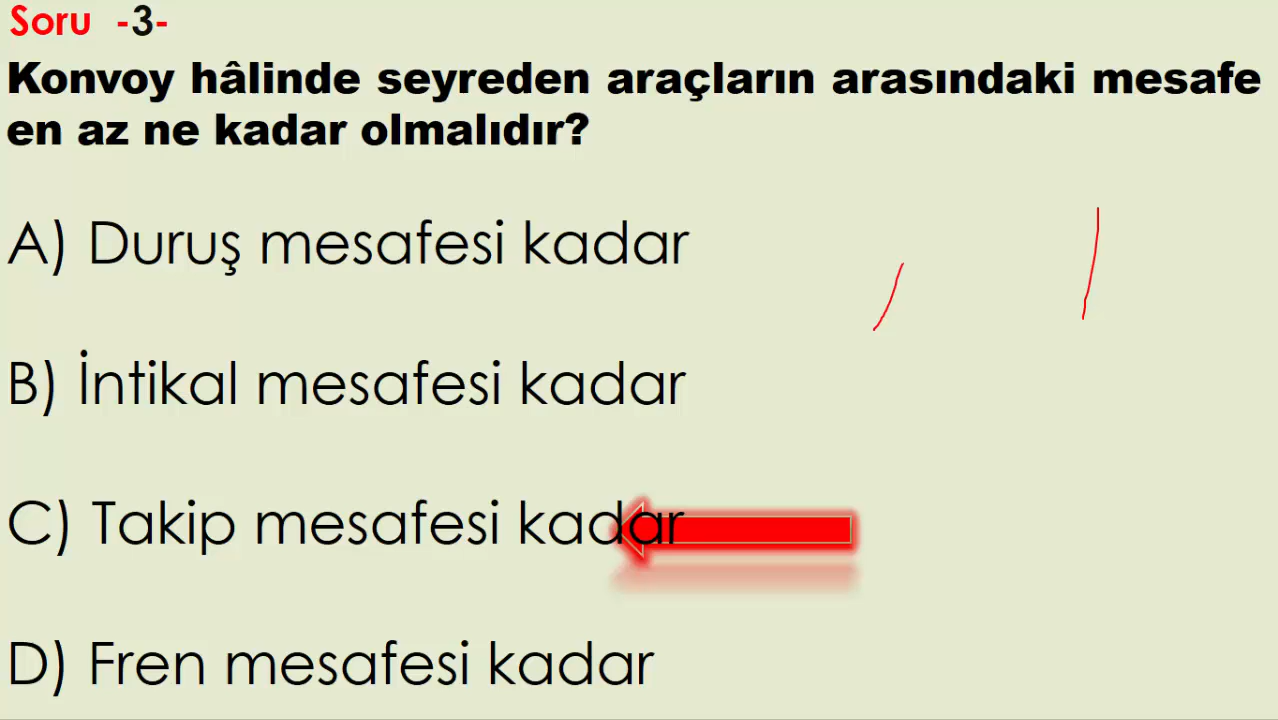 Soru -3-
Konvoy hâlinde seyreden araçların arasındaki mesafe
en az ne kadar olmalıdır?
A) Duruş mesafesi kadar
B) İntikal mesafesi kadar
C) Takip mesafesi kadar
D) Fren mesafesi kadar